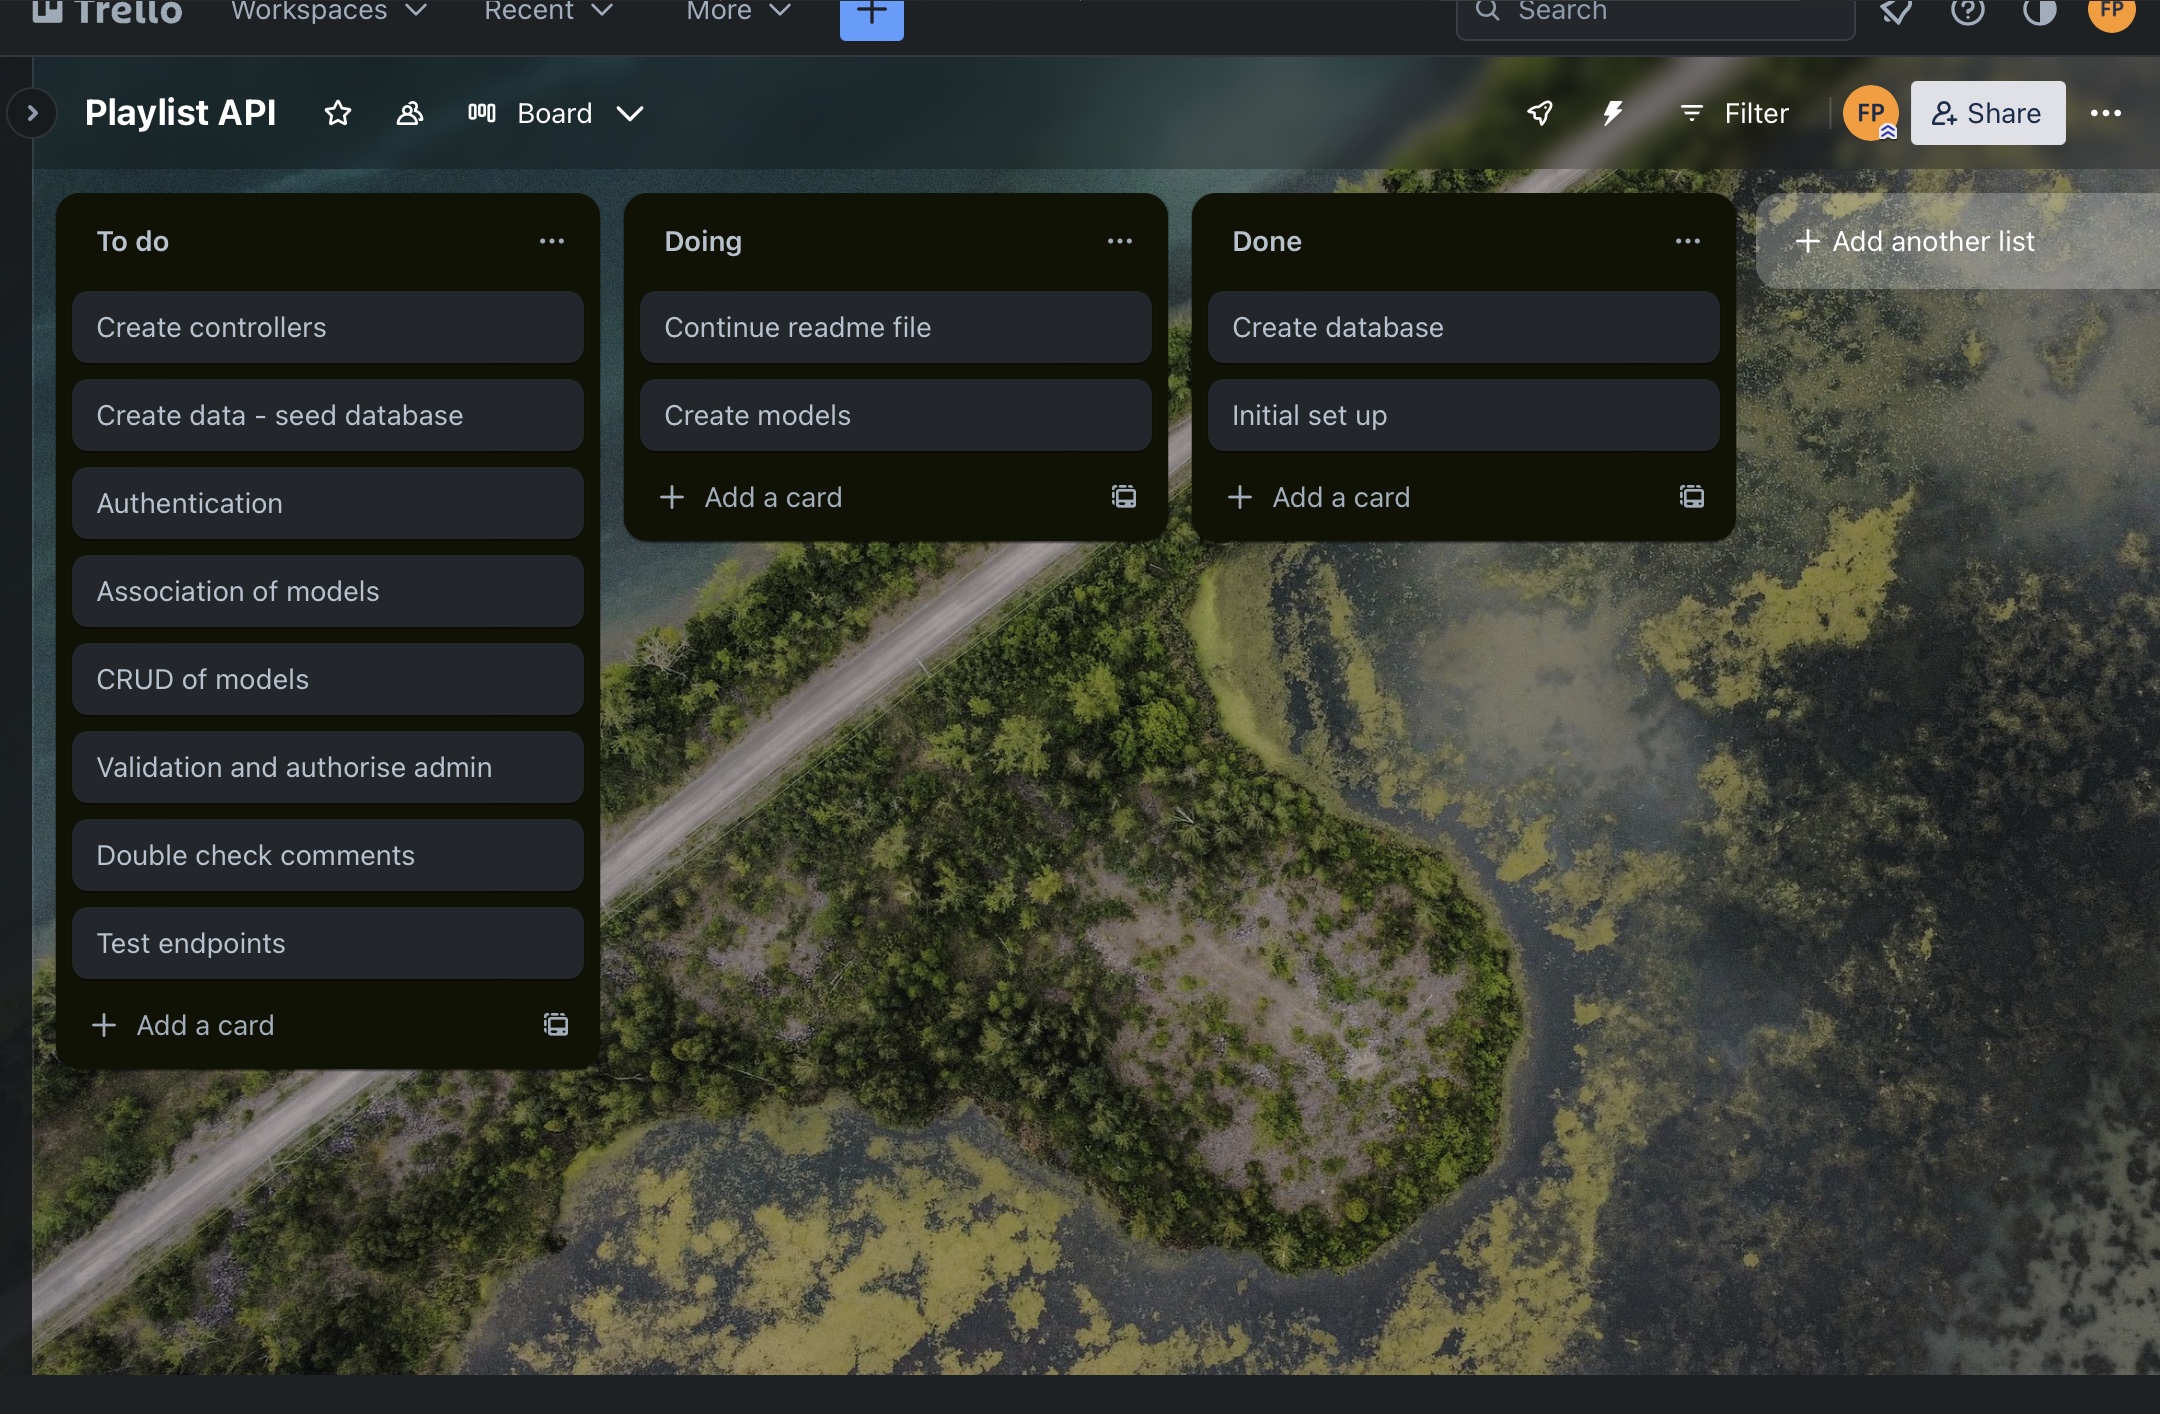 Trello
Workspaces
Recent
More
Search
FP
Playlist API
Board
Filter
FP
Share
To do
Create controllers
Create data - seed database
Authentication
Association of models
CRUD of models
Validation and authorise admin
Double check comments
Test endpoints
Add a card
Doing
Continue readme file
Create models
Add a card
Done
Create database
Initial set up
Add a card
Add another list